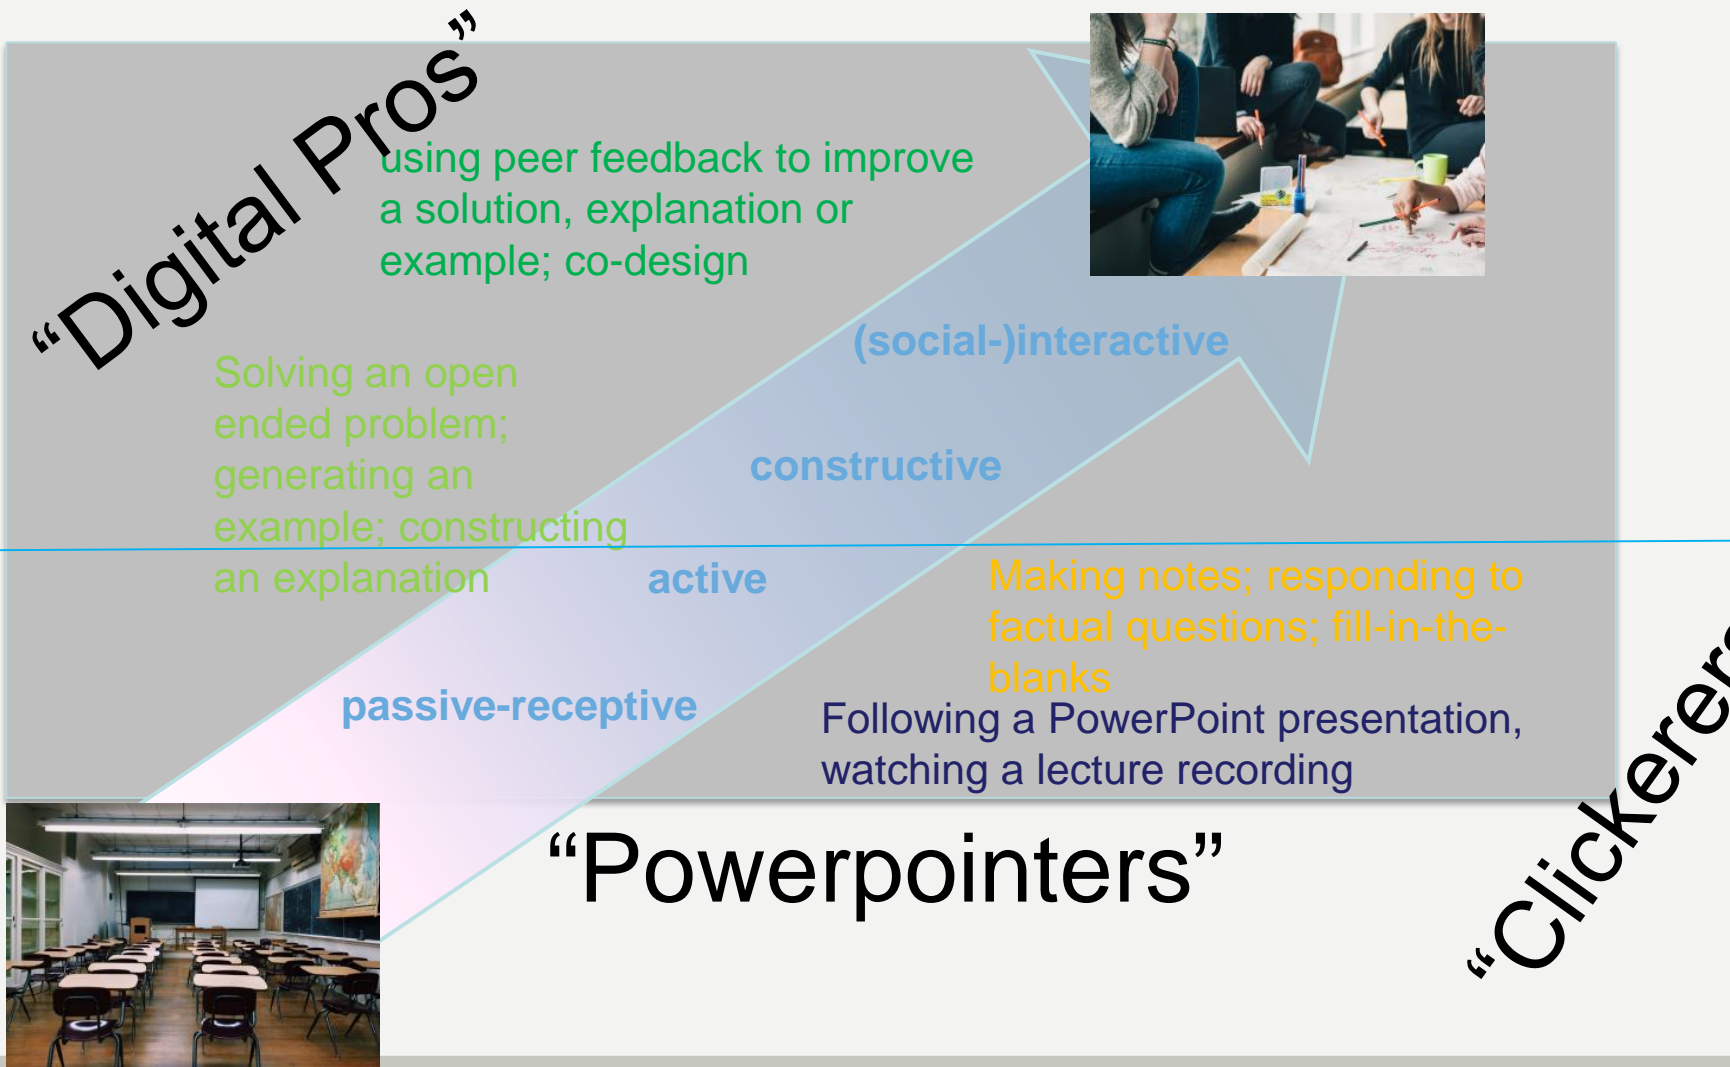 “Digital Pros”
using peer feedback to improve
a solution, explanation or
example; co-design
(social-)interactive
Solving an open
ended problem;
generating an
example; constructing
an explanation
constructive
active
Making notes; responding to
factual questions; fill-in-the-
blanks
passive-receptive
Following a PowerPoint presentation,
watching a lecture recording
“Powerpointers”
“Clickerers